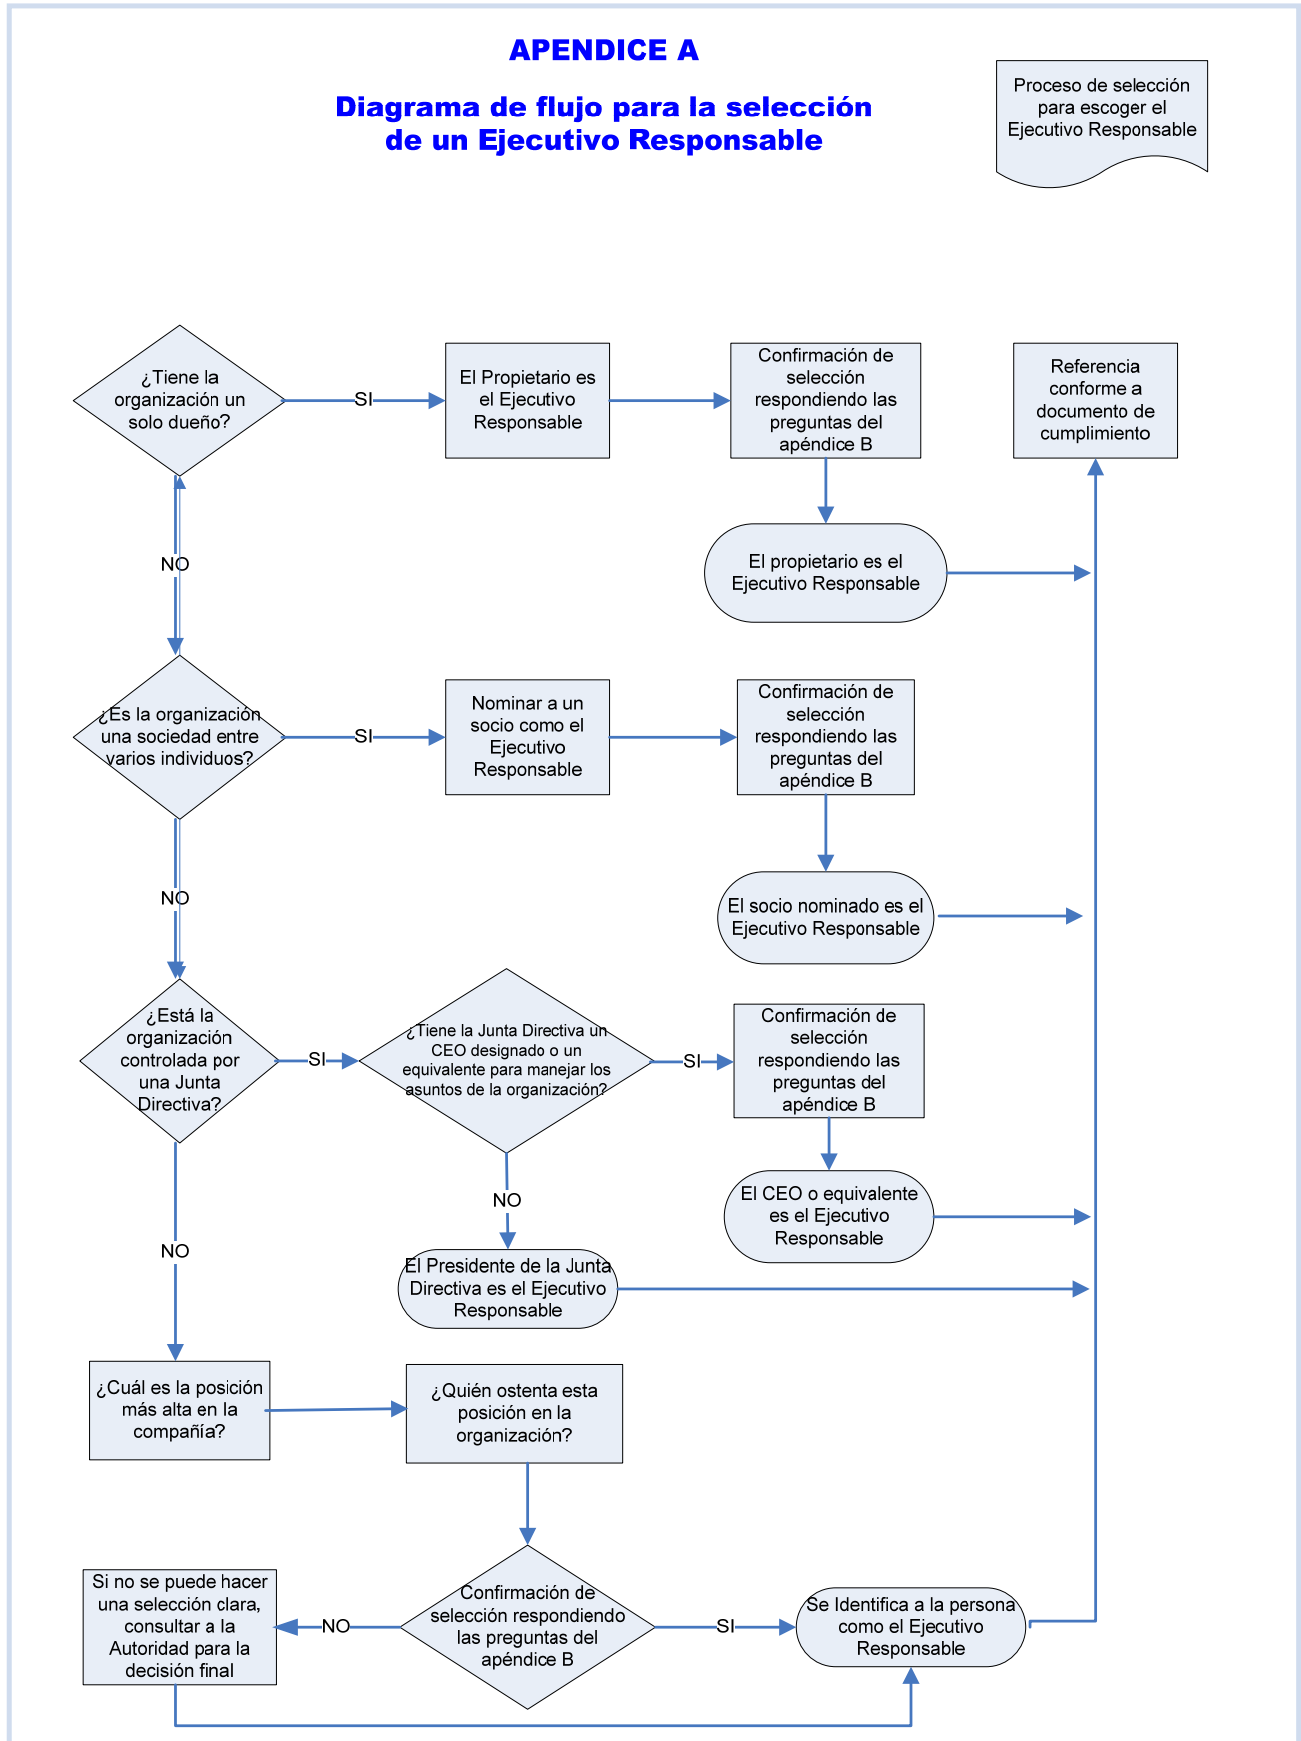 APENDICE A
Diagrama de flujo para la selección
de un Ejecutivo Responsable
Proceso de selección
para escoger el
Ejecutivo Responsable
¿Tiene la
organización un
solo dueño?
SI
El Propietario es
el Ejecutivo
Responsable
Confirmación de
selección
respondiendo las
preguntas del
apéndice B
Referencia
conforme a
documento de
cumplimiento
NO
El propietario es el
Ejecutivo Responsable
¿Es la organización
una sociedad entre
varios individuos?
SI
Nominar a un
socio como el
Ejecutivo
Responsable
Confirmación de
selección
respondiendo las
preguntas del
apéndice B
NO
El socio nominado es el
Ejecutivo Responsable
¿Está la
organización
controlada por
una Junta
Directiva?
SI
¿Tiene la Junta Directiva un
CEO designado o un
equivalente para manejar los
asuntos de la organización?
SI
Confirmación de
selección
respondiendo las
preguntas del
apéndice B
NO
El CEO o equivalente
es el Ejecutivo
Responsable
NO
El Presidente de la Junta
Directiva es el Ejecutivo
Responsable
¿Cuál es la posición
más alta en la
compañía?
¿Quién ostenta esta
posición en la
organización?
Si no se puede hacer
una selección clara,
consultar a la
Autoridad para la
decisión final
NO
Confirmación de
selección respondiendo
las preguntas del
apéndice B
SI
Se Identifica a la persona
como el Ejecutivo
Responsable